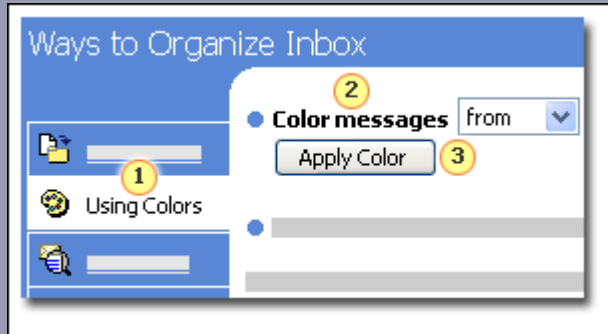 Ways to Organize Inbox
2
Color messages from
Apply Color 3
1
Using Colors